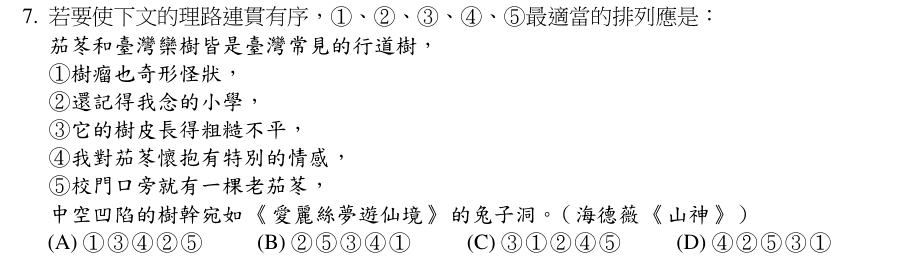 7. 若要使下文的理路連貫有序，①、②、③、④、⑤最適當的排列應是：
茄苳和臺灣欒樹皆是臺灣常見的行道樹，
①樹瘤也奇形怪狀，
②還記得我念的小學，
③它的樹皮長得粗糙不平，
④我對茄苳懷抱有特別的情感，
⑤校門口旁就有一棵老茄苳，
中空凹陷的樹幹宛如《愛麗絲夢遊仙境》的兔子洞。（海德薇《山神》）
(A) ①③④②⑤ (B) ②⑤③④① (C) ③①②④⑤ (D) ④②⑤③①